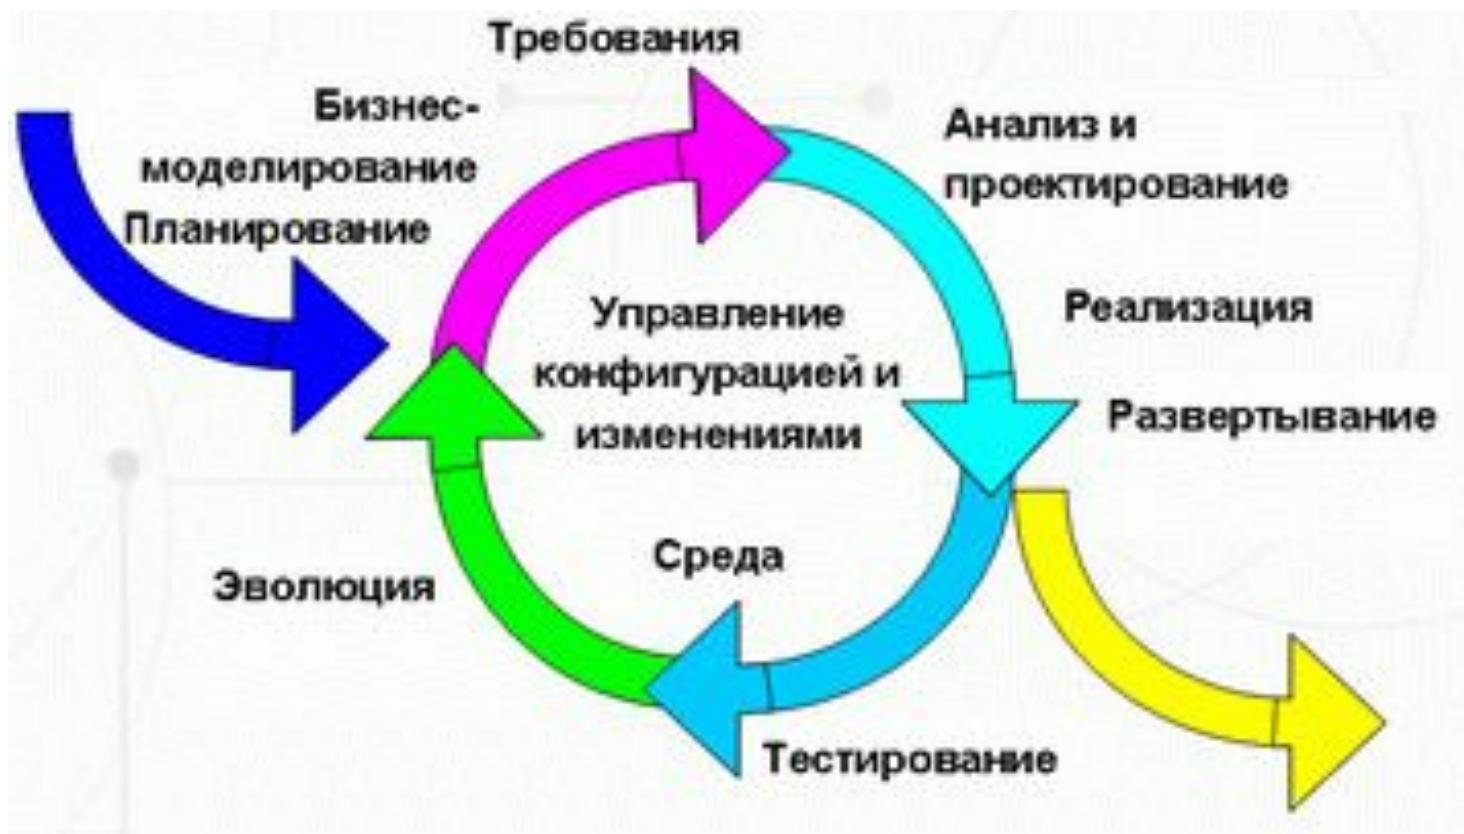 Требования
Бизнес-
моделирование
Планирование
Анализ и
проектирование
Управление
конфигурацией и
изменениями
Реализация
Развертывание
Среда
Эволюция
Тестирование